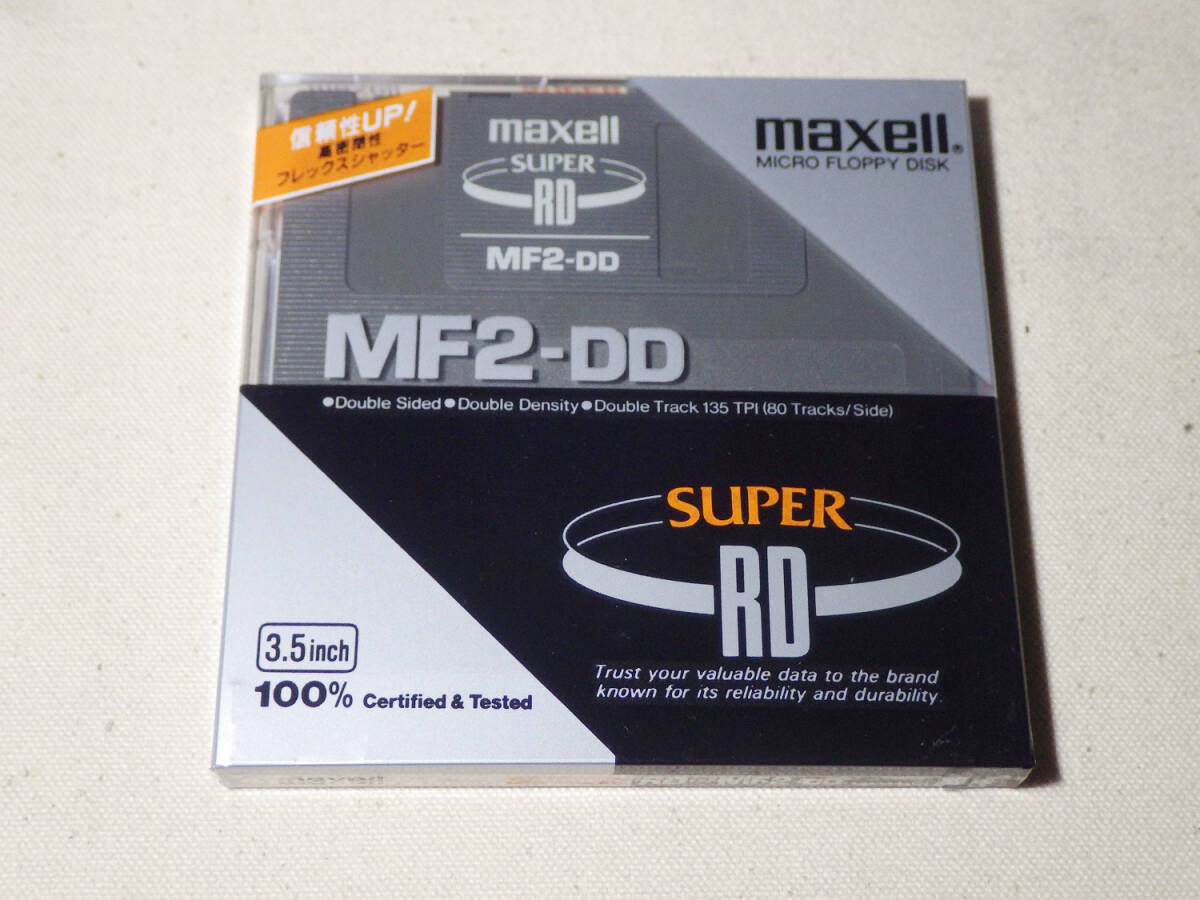 信頼性UP!
高密閉性
フレックスシャッター
maxell
SUPER
RD
MF2-DD
maxell®
MICRO FLOPPY DISK
MF2-DD
●Double Sided ●Double Density ●Double Track 135 TPI (80 Tracks/Side)
SUPER
RD
Trust your valuable data to the brand
known for its reliability and durability.
3.5inch
100% Certified & Tested
maxell